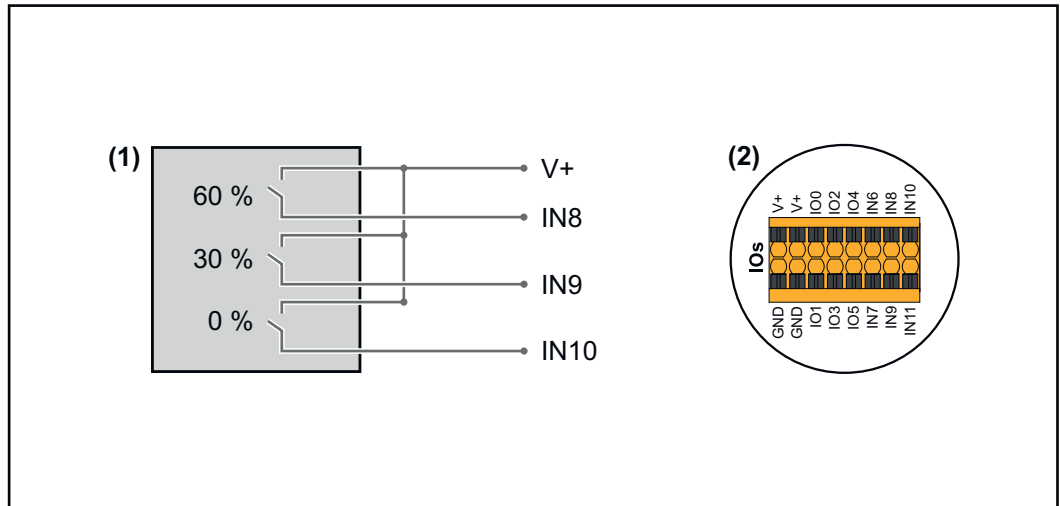 (1)
60 %
30 %
0 %
V+
IN8
IN9
IN10
(2)
V+ V+ IO0 IO2 IO4 IN6 IN8 IN10
IOs
GND GND IO1 IO3 IO5 IN7 IN9 IN11